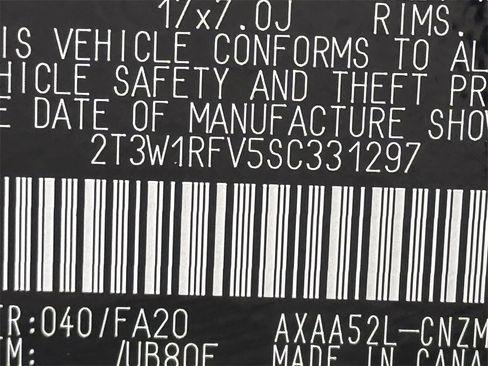 17x7.0J RIMS.
IS VEHICLE CONFORMS TO AL
HICLE SAFETY AND THEFT PR
E DATE OF MANUFACTURE SHO
2T3W1RFV5SC331297
R:040/FA20 AXAA52L-CNZM
IM: /UB80E MADE IN CANA